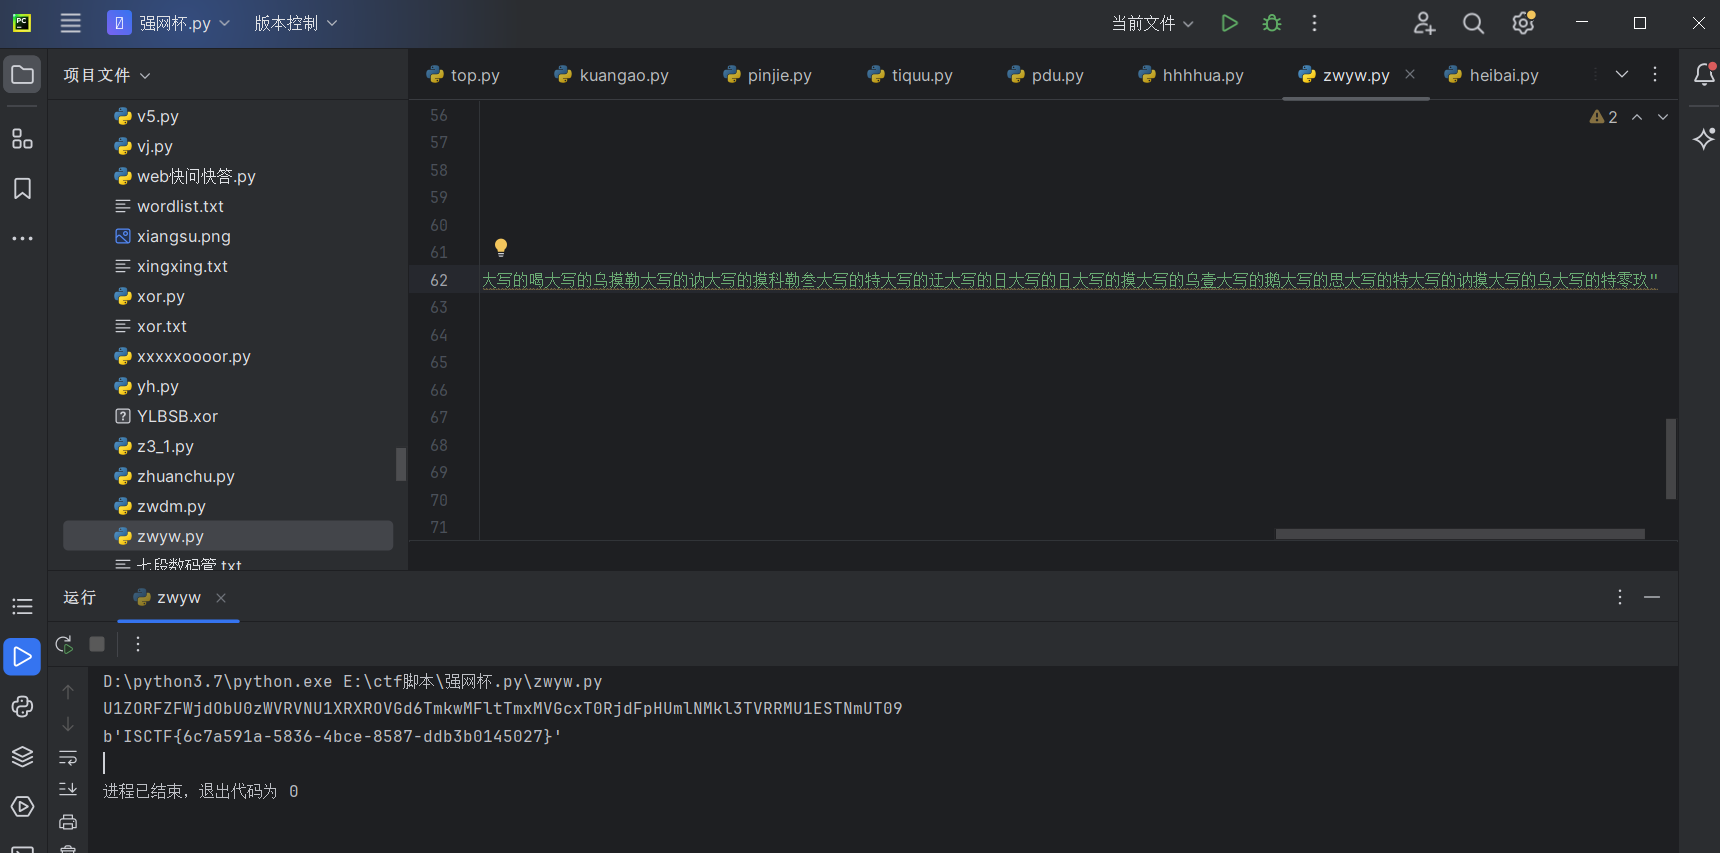 强网杯.py
版本控制
当前文件
项目文件
top.py
kuangao.py
pinjie.py
tiquu.py
pdu.py
hhhhua.py
zwyw.py
heibai.py
v5.py
vj.py
web快问快答.py
wordlist.txt
xiangsu.png
xingxing.txt
xor.py
xor.txt
xxxxxoooor.py
yh.py
YLBSB.xor
z3_1.py
zhuanchu.py
zwdm.py
zwyw.py
七段数码管.txt
2
56
57
58
59
60
61
62 大写的喝大写的乌摸勒大写的讷大写的摸科勒叁大写的特大写的迂大写的日大写的日大写的摸大写的乌壹大写的鹅大写的思大写的特大写的讷摸大写的乌大写的特零玖"
63
64
65
66
67
68
69
70
71
运行
zwyw
D:\python3.7\python.exe E:\ctf脚本\强网杯.py\zwyw.py
U1ZORFZFWjdObU0zWVRVNU1XRXROVGd6TmkwMFltTmxMVGcxT0RjdFpHUmlNMkl3TVRRMU1ESTNmUT09
b'ISCTF{6c7a591a-5836-4bce-8587-ddb3b0145027}'
进程已结束，退出代码为 0